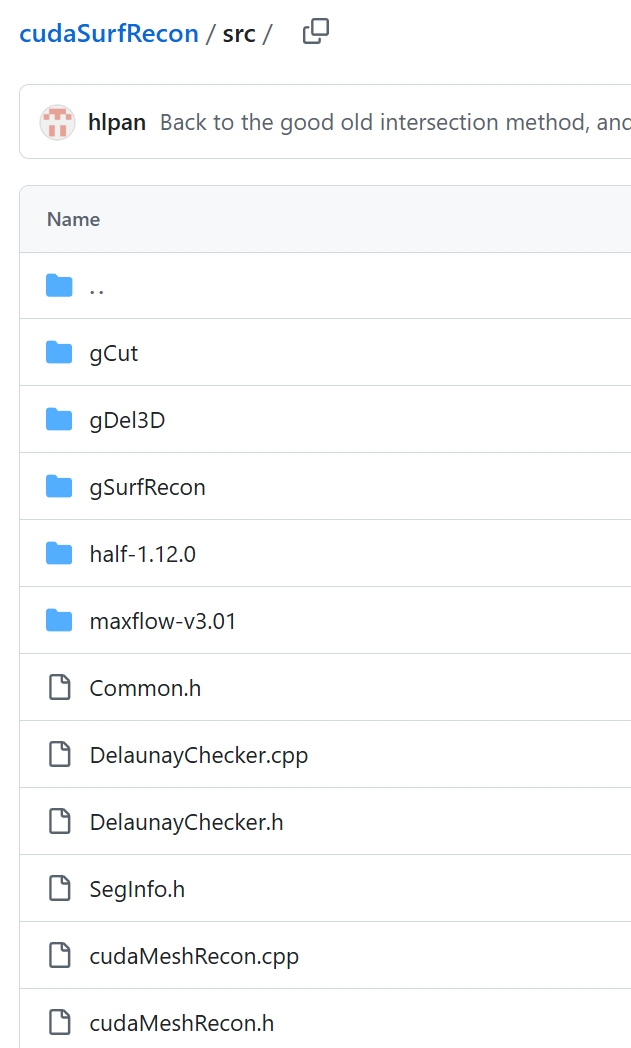 cudaSurfRecon / src /
hlpan Back to the good old intersection method, and
Name
..
gCut
gDel3D
gSurfRecon
half-1.12.0
maxflow-v3.01
Common.h
DelaunayChecker.cpp
DelaunayChecker.h
SegInfo.h
cudaMeshRecon.cpp
cudaMeshRecon.h